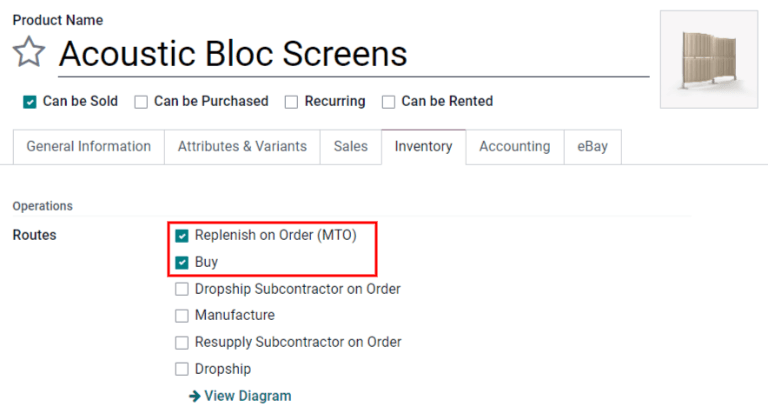 Product Name
Acoustic Bloc Screens
Can be Sold Can be Purchased Recurring Can be Rented
General Information Attributes & Variants Sales Inventory Accounting eBay
Operations
Routes Replenish on Order (MTO)
Buy
Dropship Subcontractor on Order
Manufacture
Resupply Subcontractor on Order
Dropship
View Diagram